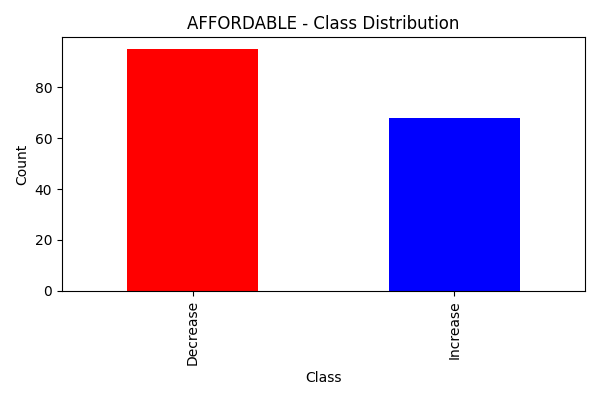 AFFORDABLE - Class Distribution
Count
80
60
40
20
0
Decrease
Increase
Class